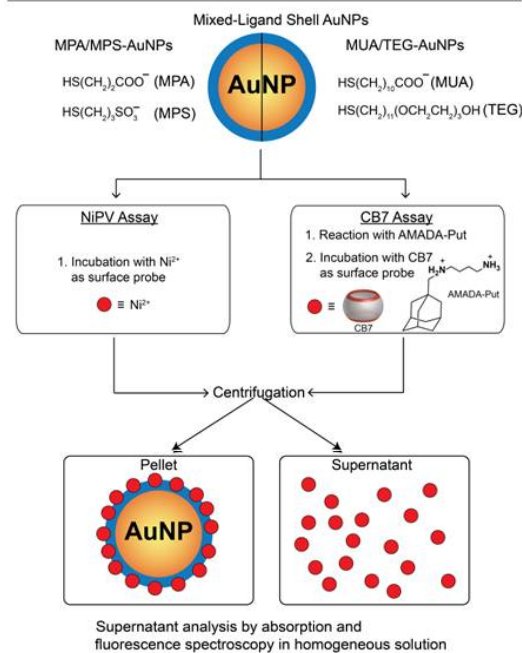 Mixed-Ligand Shell AuNPs
MPA/MPS-AuNPs
HS(CH₂)₂COO⁻ (MPA)
HS(CH₂)₃SO₃⁻ (MPS)
AuNP
MUA/TEG-AuNPs
HS(CH₂)₁₀COO⁻(MUA)
HS(CH₂)₁₁(OCH₂CH₂)₃OH(TEG)
NiPV Assay
1. Incubation with Ni²⁺
as surface probe
≡ Ni²⁺
CB7 Assay
1. Reaction with AMADA-Put
2. Incubation with CB7
as surface probe
≡
CB7
H₂N⁺
NH₃⁺
AMADA-Put
Centrifugation
Pellet
AuNP
Supernatant
Supernatant analysis by absorption and
fluorescence spectroscopy in homogeneous solution